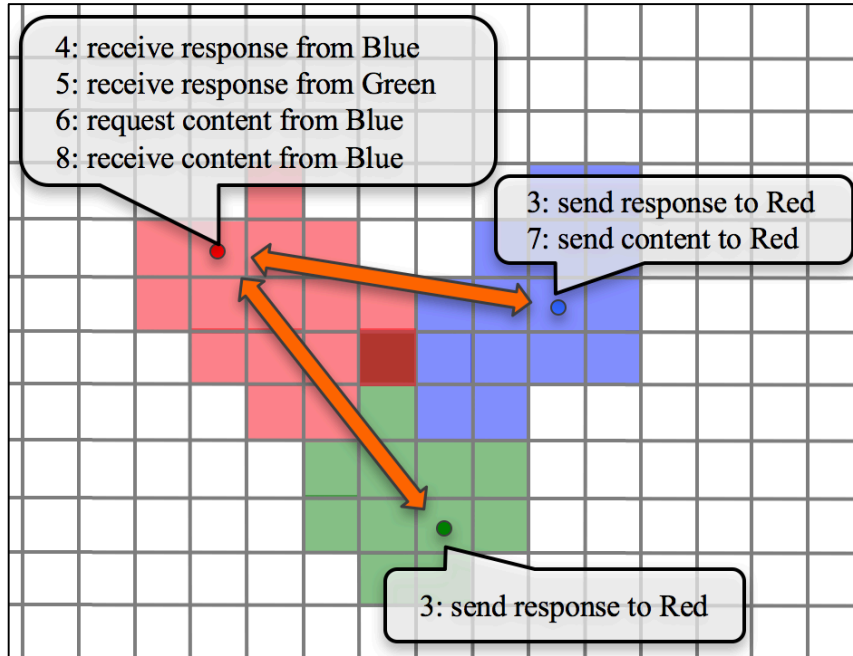 4: receive response from Blue
5: receive response from Green
6: request content from Blue
8: receive content from Blue
3: send response to Red
7: send content to Red
3: send response to Red